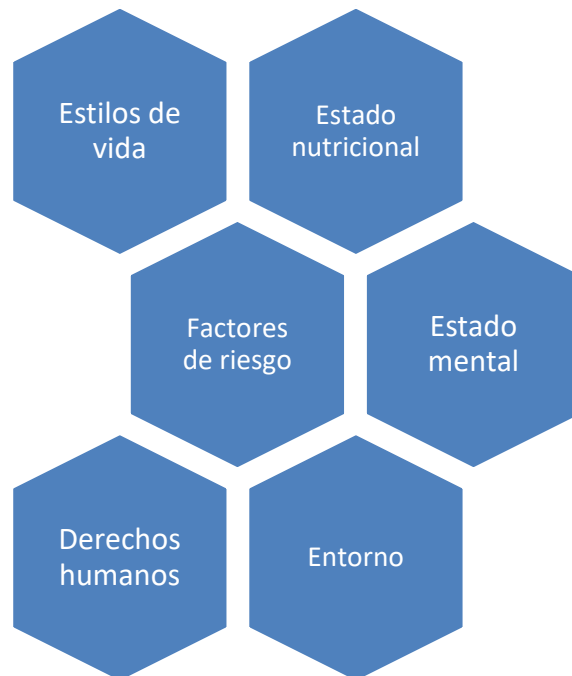 Estilos de
vida
Estado
nutricional
Factores
de riesgo
Estado
mental
Derechos
humanos
Entorno